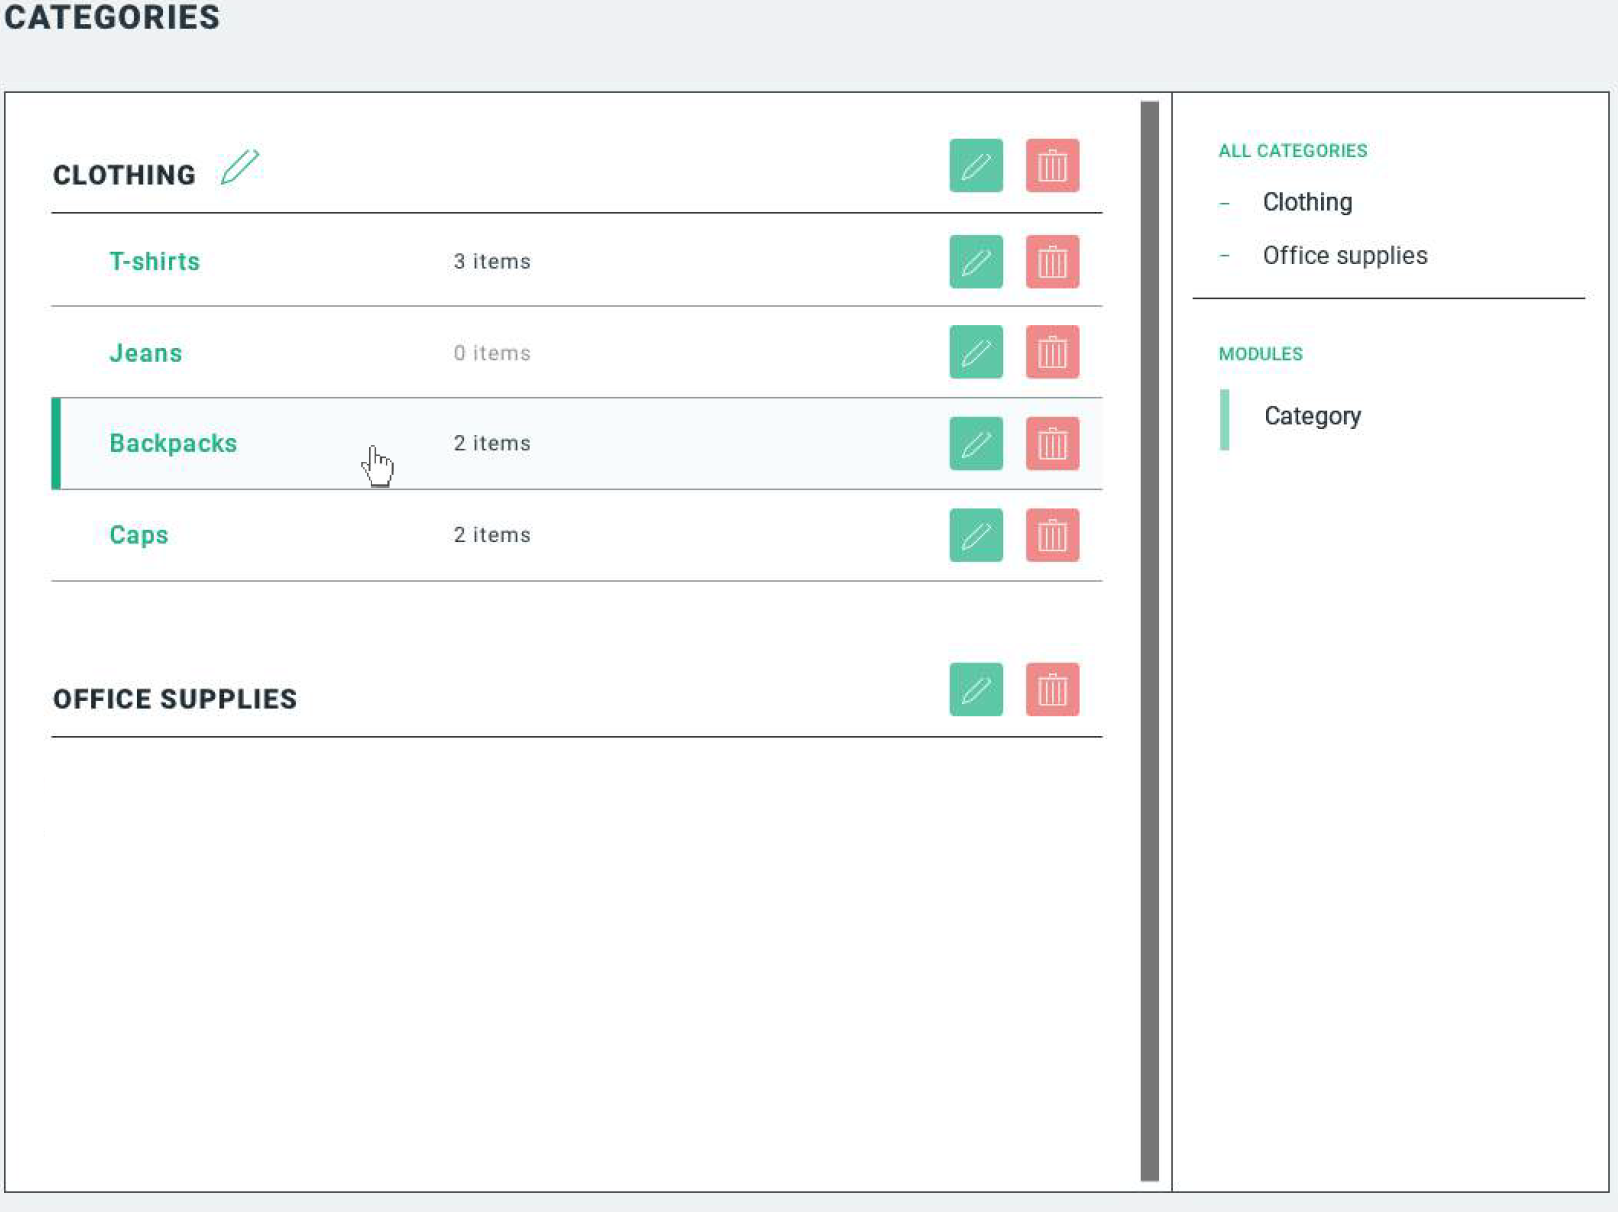 CATEGORIES
CLOTHING
T-shirts 3 items
Jeans 0 items
Backpacks 2 items
Caps 2 items
OFFICE SUPPLIES
ALL CATEGORIES
- Clothing
- Office supplies
MODULES
Category